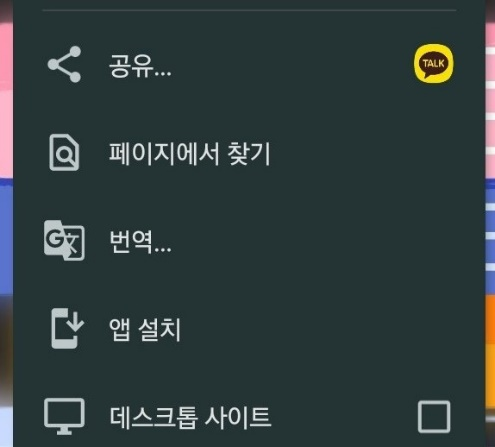 공유...
TALK
페이지에서 찾기
번역...
앱 설치
데스크톱 사이트